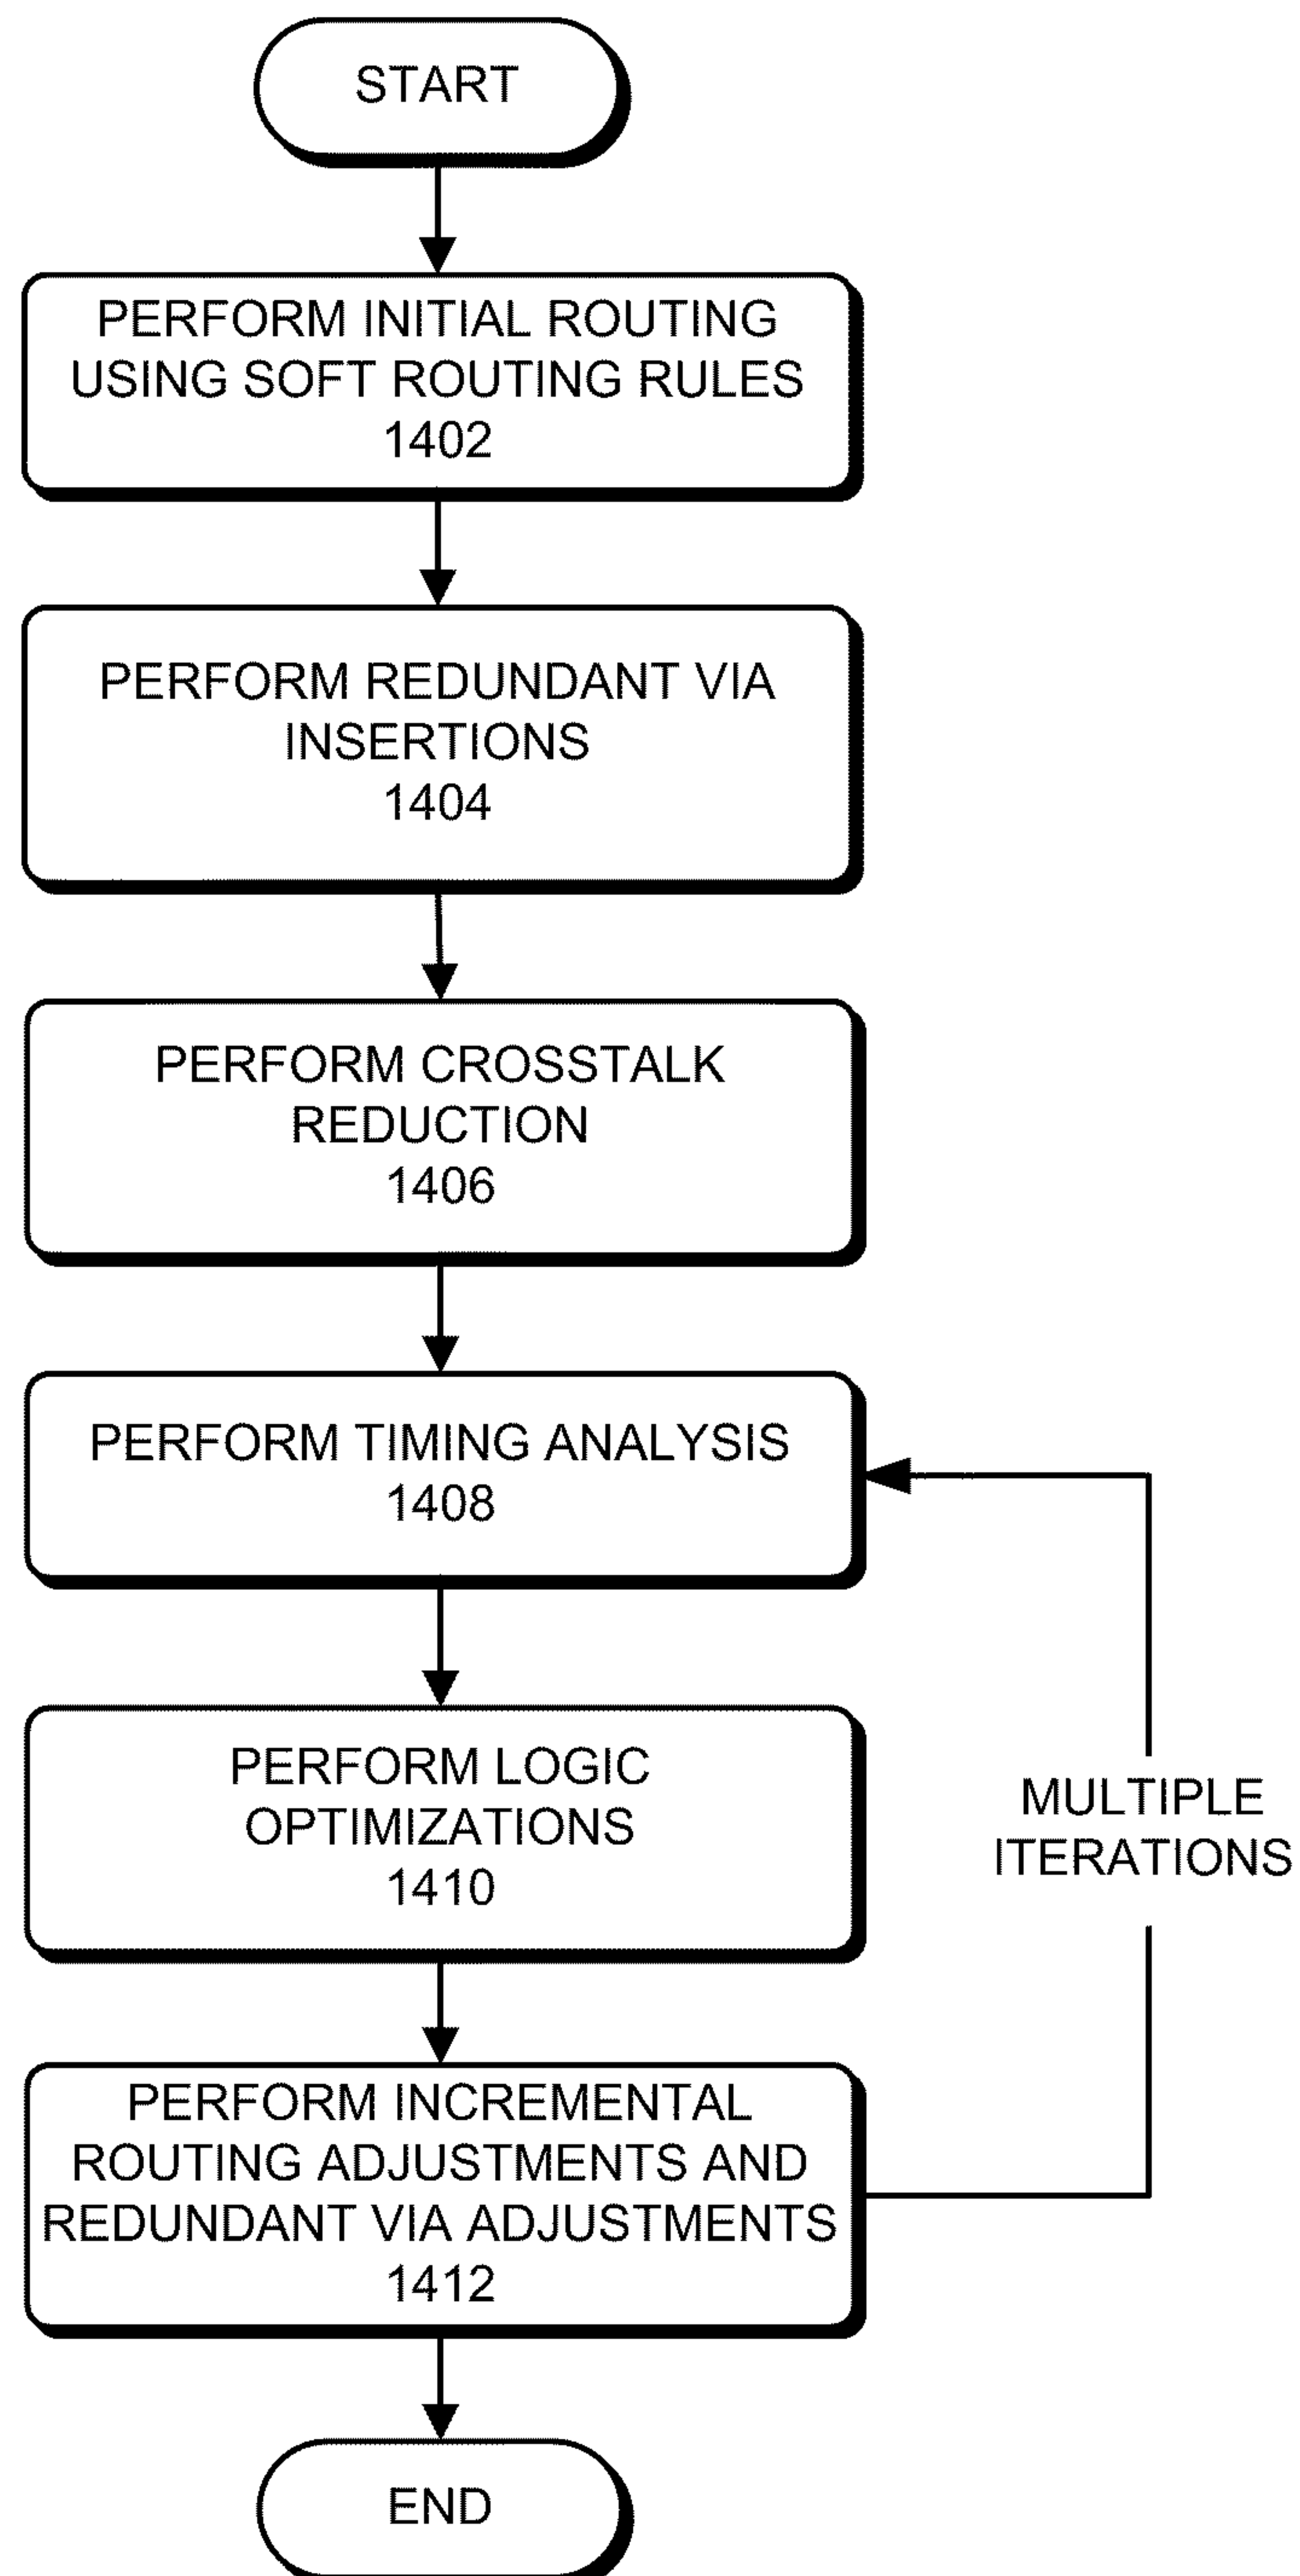 START
PERFORM INITIAL ROUTING
USING SOFT ROUTING RULES
1402
PERFORM REDUNDANT VIA
INSERTIONS
1404
PERFORM CROSSTALK
REDUCTION
1406
PERFORM TIMING ANALYSIS
1408
PERFORM LOGIC
OPTIMIZATIONS
1410
MULTIPLE
ITERATIONS
PERFORM INCREMENTAL
ROUTING ADJUSTMENTS AND
REDUNDANT VIA ADJUSTMENTS
1412
END